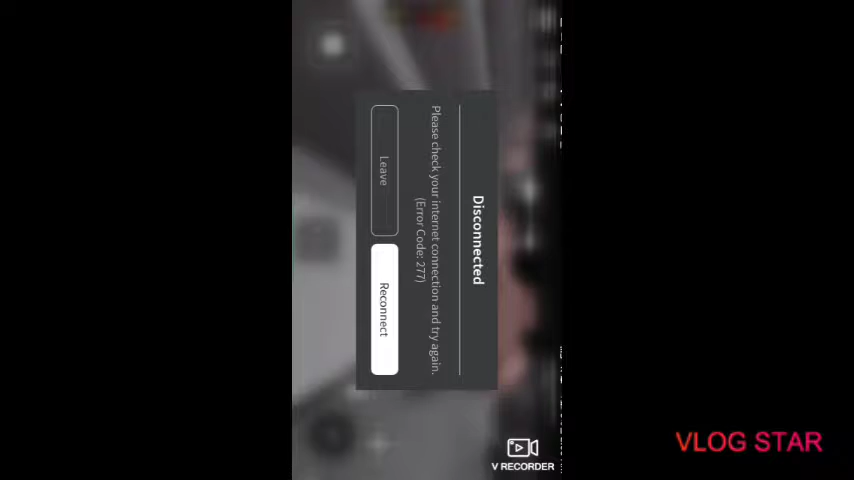 Disconnected
Please check your internet connection and try again.
(Error Code: 277)
Leave
Reconnect
V RECORDER
VLOG STAR